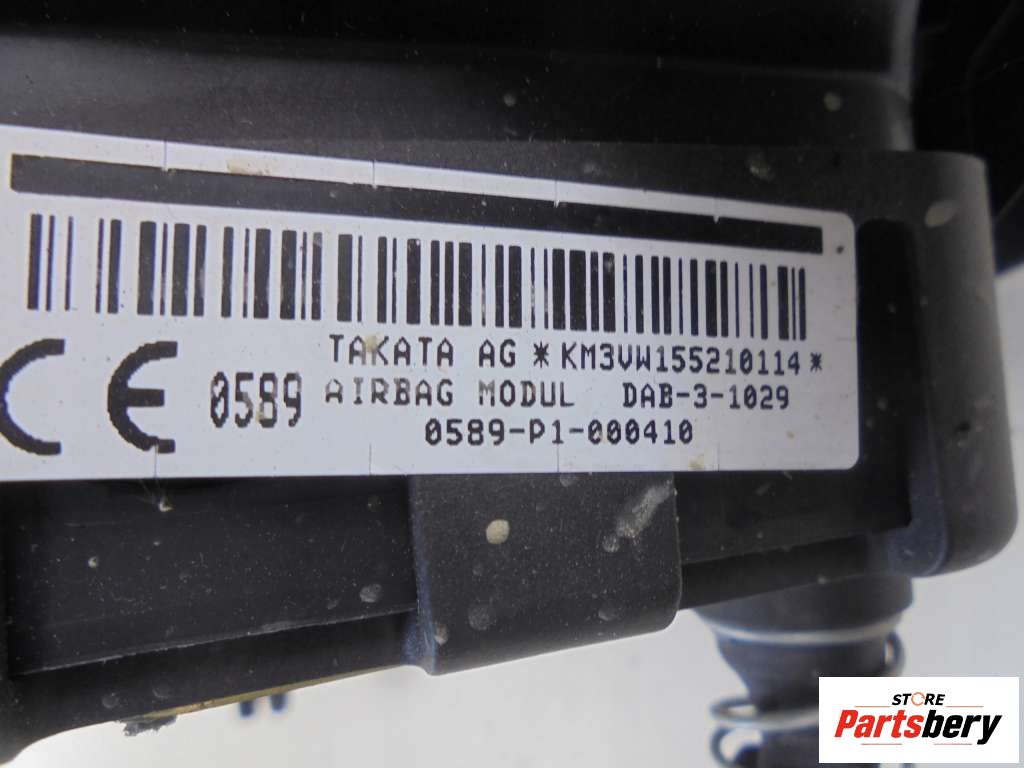 TAKATA AG *KM3VW155210114*
CE 0589 AIRBAG MODUL DAB-3-1029
0589-P1-000410
STORE
Partsbery